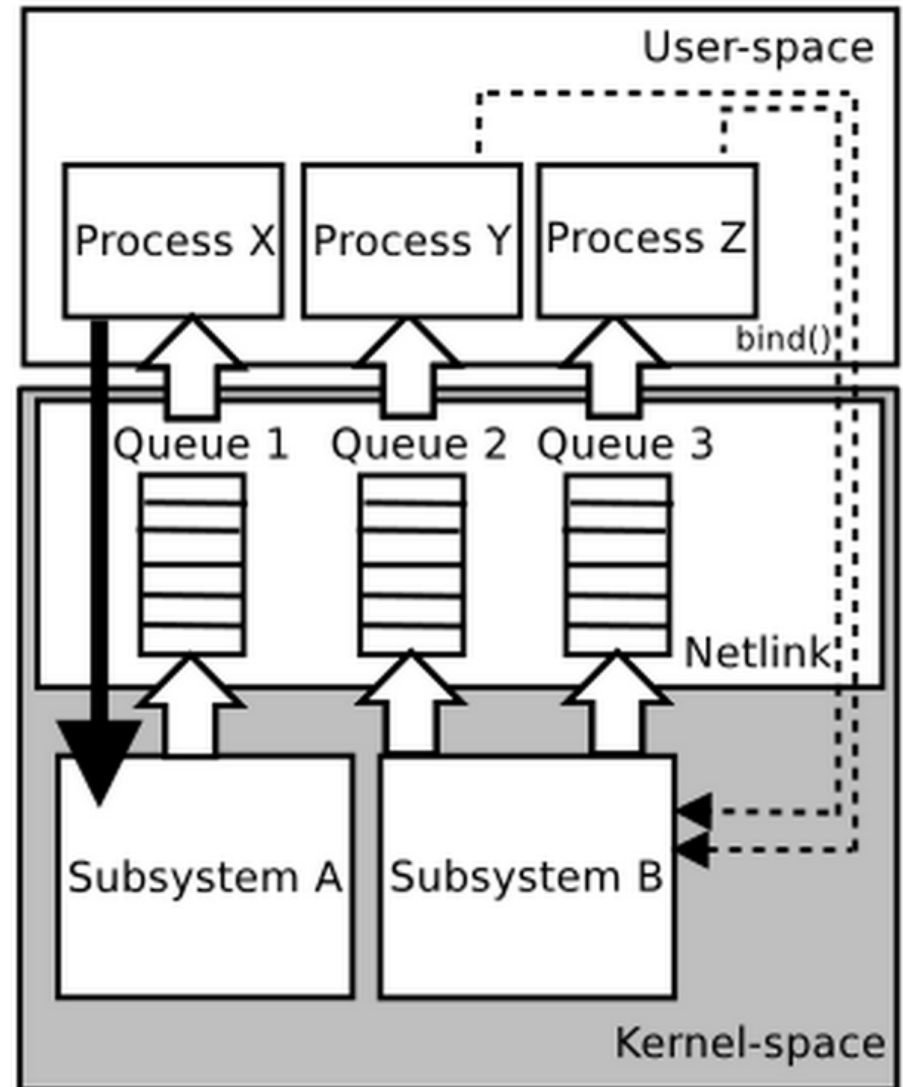 User-space
Process X
Process Y
Process Z
bind()
Queue 1
Queue 2
Queue 3
Netlink
Subsystem A
Subsystem B
Kernel-space